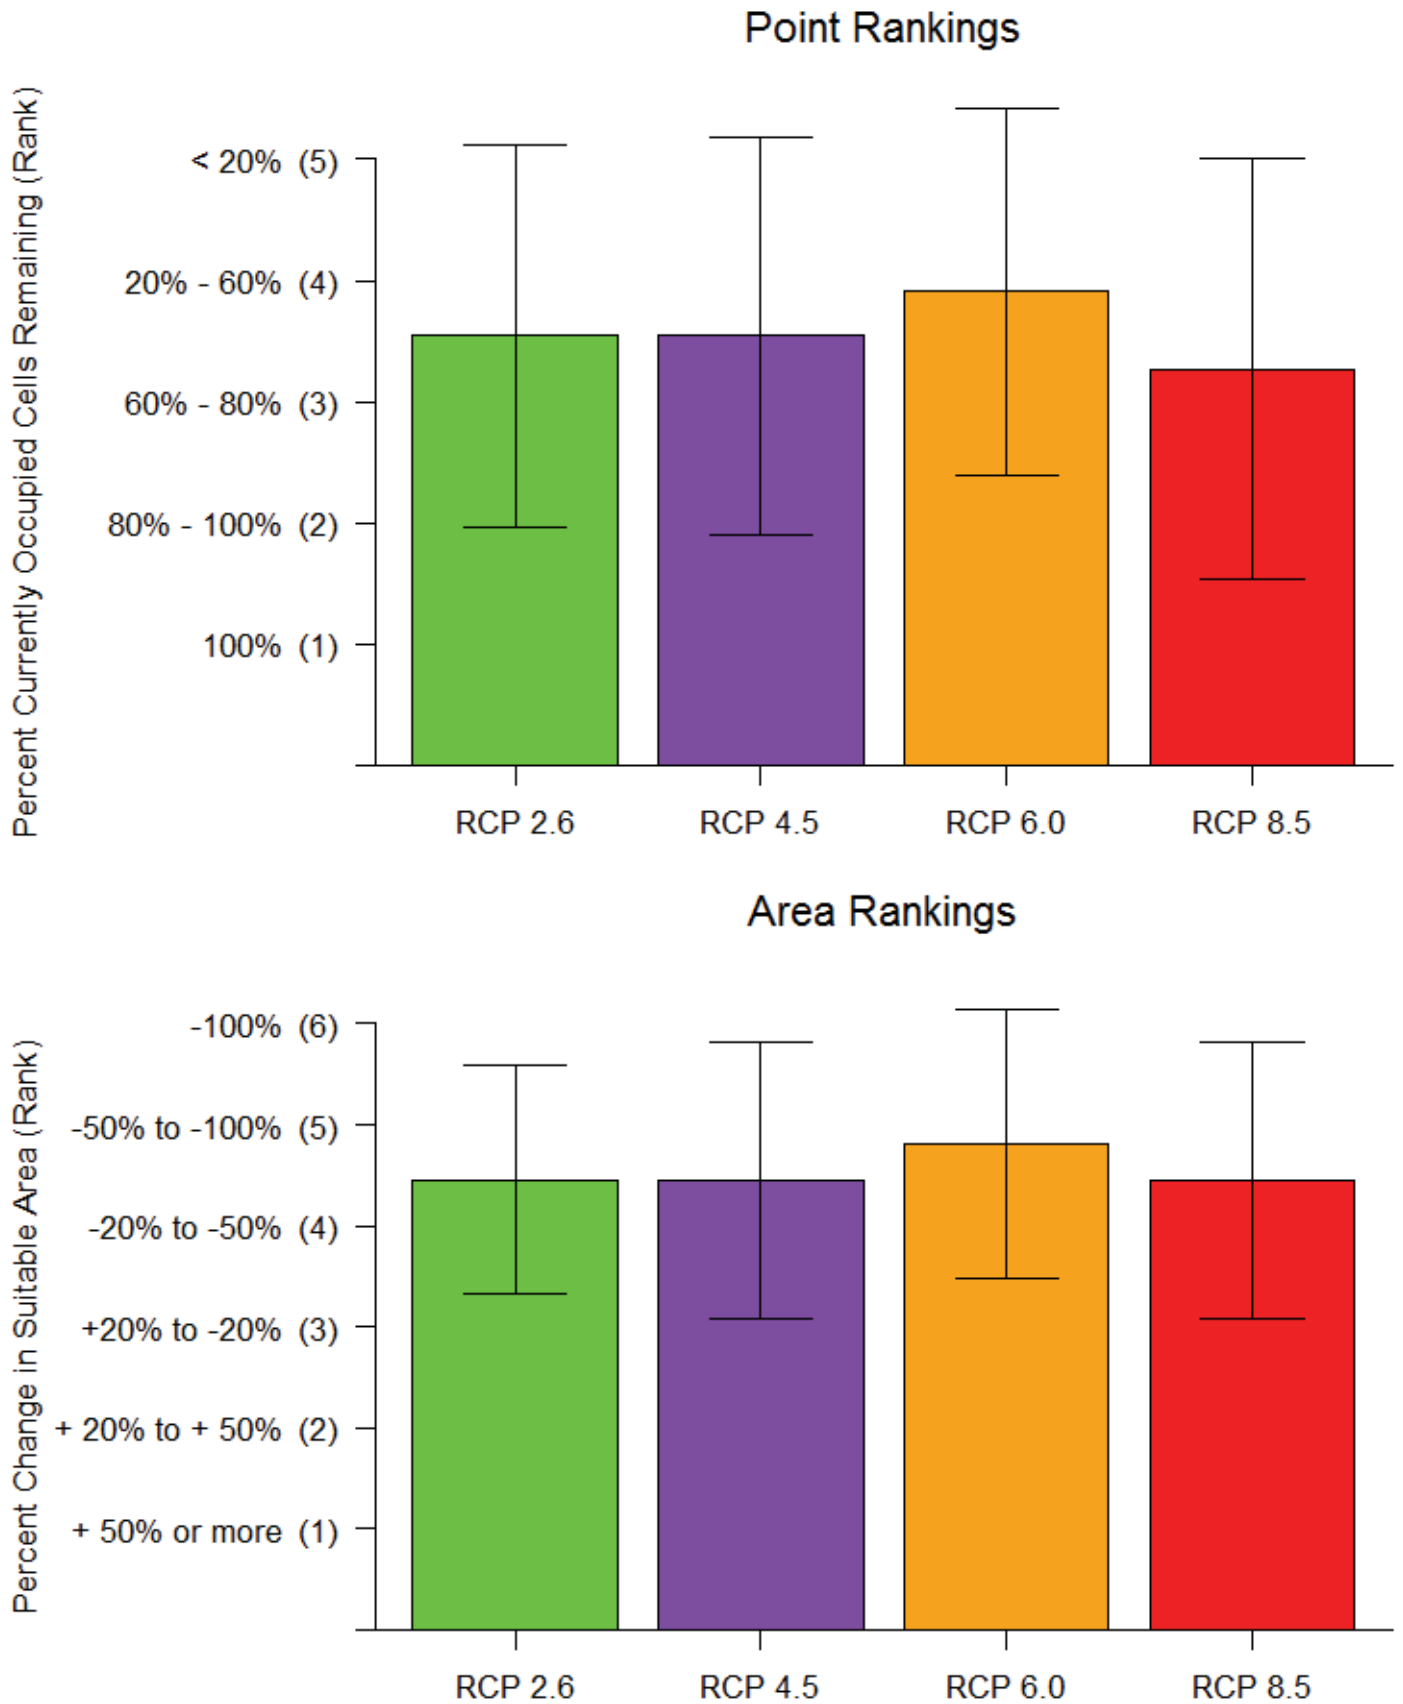 Point Rankings
Percent Currently Occupied Cells Remaining (Rank)
< 20% (5)
20% - 60% (4)
60% - 80% (3)
80% - 100% (2)
100% (1)
RCP 2.6
RCP 4.5
RCP 6.0
RCP 8.5
Area Rankings
Percent Change in Suitable Area (Rank)
-100% (6)
-50% to -100% (5)
-20% to -50% (4)
+20% to -20% (3)
+ 20% to + 50% (2)
+ 50% or more (1)
RCP 2.6
RCP 4.5
RCP 6.0
RCP 8.5